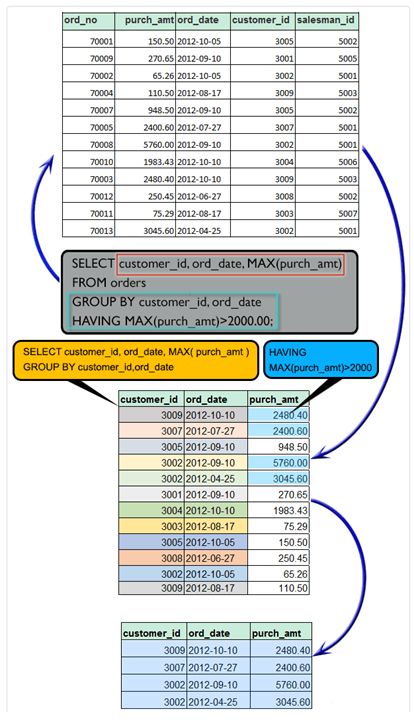 ord_no purch_amt ord_date customer_id salesman_id
70001 150.50 2012-10-05 3005 5002
70009 270.65 2012-09-10 3001 5005
70002 65.26 2012-10-05 3002 5001
70004 110.50 2012-08-17 3009 5003
70007 948.50 2012-09-10 3005 5002
70005 2400.60 2012-07-27 3007 5001
70008 5760.00 2012-09-10 3002 5001
70010 1983.43 2012-10-10 3004 5006
70003 2480.40 2012-10-10 3009 5003
70012 250.45 2012-06-27 3008 5002
70011 75.29 2012-08-17 3003 5007
70013 3045.60 2012-04-25 3002 5001
SELECT customer_id, ord_date, MAX(purch_amt)
FROM orders
GROUP BY customer_id, ord_date
HAVING MAX(purch_amt)>2000.00;
SELECT customer_id, ord_date, MAX( purch_amt )
GROUP BY customer_id,ord_date
HAVING
MAX(purch_amt)>2000
customer_id ord_date purch_amt
3009 2012-10-10 2480.40
3007 2012-07-27 2400.60
3005 2012-09-10 948.50
3002 2012-09-10 5760.00
3002 2012-04-25 3045.60
3001 2012-09-10 270.65
3004 2012-10-10 1983.43
3003 2012-08-17 75.29
3005 2012-10-05 150.50
3008 2012-06-27 250.45
3002 2012-10-05 65.26
3009 2012-08-17 110.50
customer_id ord_date purch_amt
3009 2012-10-10 2480.40
3007 2012-07-27 2400.60
3002 2012-09-10 5760.00
3002 2012-04-25 3045.60